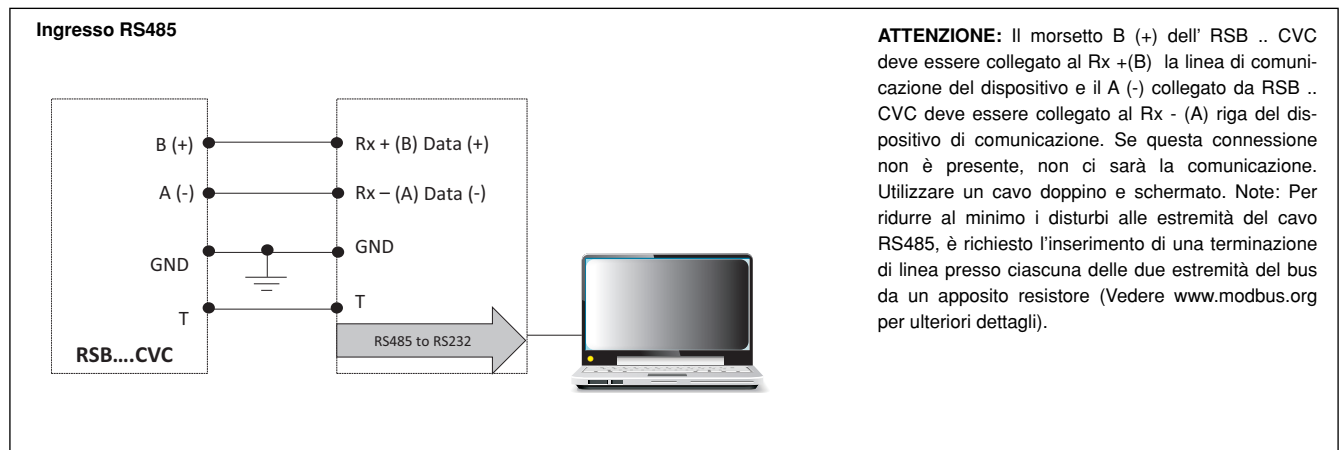 Ingresso RS485
B (+)
A (-)
GND
T
RSB....CVC
Rx + (B) Data (+)
Rx – (A) Data (-)
GND
T
RS485 to RS232
ATTENZIONE: Il morsetto B (+) dell' RSB .. CVC
deve essere collegato al Rx +(B) la linea di comuni-
cazione del dispositivo e il A (-) collegato da RSB ..
CVC deve essere collegato al Rx - (A) riga del dis-
positivo di comunicazione. Se questa connessione
non è presente, non ci sarà la comunicazione.
Utilizzare un cavo doppino e schermato. Note: Per
ridurre al minimo i disturbi alle estremità del cavo
RS485, è richiesto l'inserimento di una terminazione
di linea presso ciascuna delle due estremità del bus
da un apposito resistore (Vedere www.modbus.org
per ulteriori dettagli).